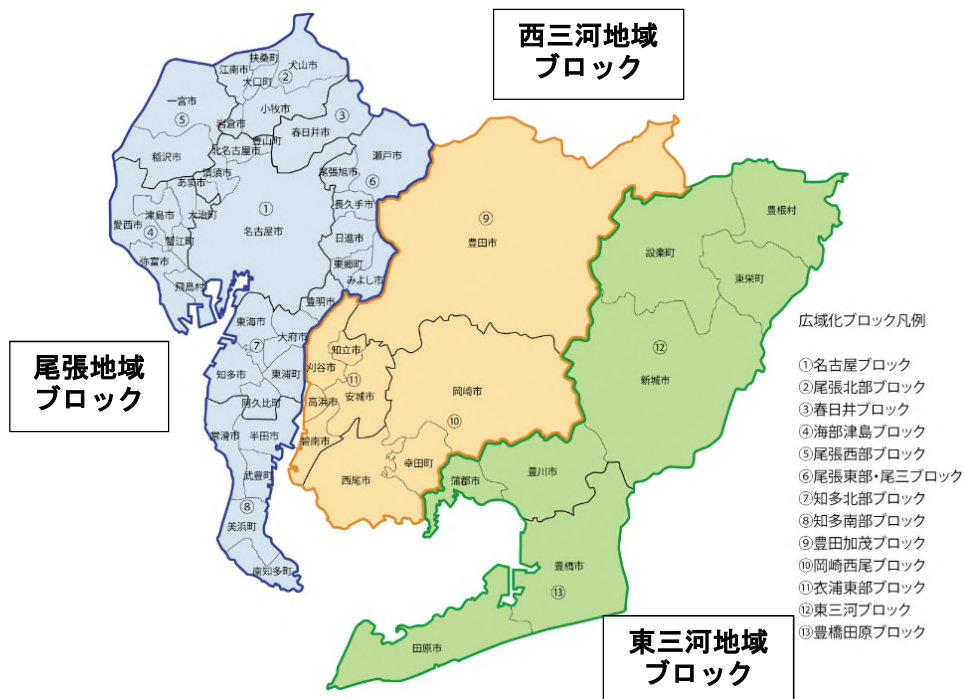 西三河地域
ブロック
扶桑町
犬山市
江南市
②
大口町
一宮市
小牧市
③
⑤
岩倉市
春日井市
豊山町
北名古屋市
瀬戸市
稲沢市
清須市
尾張旭市
あま市
⑥
津島市
大治町
①
長久手市
愛西市
④
名古屋市
蟹江町
日進市
弥富市
東郷町
飛島村
みよし市
⑨
豊田市
豊根村
設楽町
東栄町
豊明市
東海市
大府市
⑦
知立市
知多市
東浦町
刈谷市
⑪
岡崎市
⑫
新城市
高浜市
安城市
阿久比町
⑩
常滑市
半田市
碧南市
幸田町
武豊町
西尾市
蒲郡市
豊川市
⑧
美浜町
南知多町
豊橋市
⑬
田原市
尾張地域
ブロック
東三河地域
ブロック
広域化ブロック凡例
①名古屋ブロック
②尾張北部ブロック
③春日井ブロック
④海部津島ブロック
⑤尾張西部ブロック
⑥尾張東部・尾三ブロック
⑦知多北部ブロック
⑧知多南部ブロック
⑨豊田加茂ブロック
⑩岡崎西尾ブロック
⑪衣浦東部ブロック
⑫東三河ブロック
⑬豊橋田原ブロック